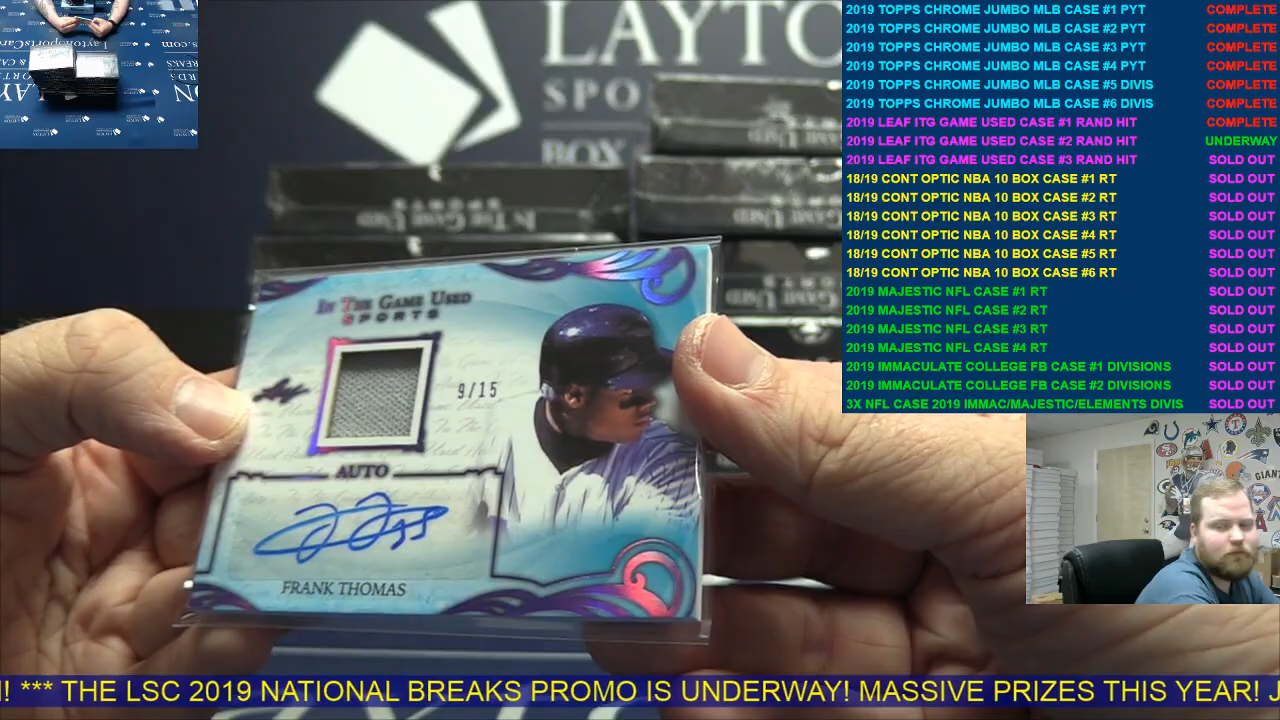 LAYTON
SPO
BOX
2019 TOPPS CHROME JUMBO MLB CASE #1 PYT COMPLETE
2019 TOPPS CHROME JUMBO MLB CASE #2 PYT COMPLETE
2019 TOPPS CHROME JUMBO MLB CASE #3 PYT COMPLETE
2019 TOPPS CHROME JUMBO MLB CASE #4 PYT COMPLETE
2019 TOPPS CHROME JUMBO MLB CASE #5 DIVIS COMPLETE
2019 TOPPS CHROME JUMBO MLB CASE #6 DIVIS COMPLETE
2019 LEAF ITG GAME USED CASE #1 RAND HIT COMPLETE
2019 LEAF ITG GAME USED CASE #2 RAND HIT UNDERWAY
2019 LEAF ITG GAME USED CASE #3 RAND HIT SOLD OUT
18/19 CONT OPTIC NBA 10 BOX CASE #1 RT SOLD OUT
18/19 CONT OPTIC NBA 10 BOX CASE #2 RT SOLD OUT
18/19 CONT OPTIC NBA 10 BOX CASE #3 RT SOLD OUT
18/19 CONT OPTIC NBA 10 BOX CASE #4 RT SOLD OUT
18/19 CONT OPTIC NBA 10 BOX CASE #5 RT SOLD OUT
18/19 CONT OPTIC NBA 10 BOX CASE #6 RT SOLD OUT
2019 MAJESTIC NFL CASE #1 RT SOLD OUT
2019 MAJESTIC NFL CASE #2 RT SOLD OUT
2019 MAJESTIC NFL CASE #3 RT SOLD OUT
2019 MAJESTIC NFL CASE #4 RT SOLD OUT
2019 IMMACULATE COLLEGE FB CASE #1 DIVISIONS SOLD OUT
2019 IMMACULATE COLLEGE FB CASE #2 DIVISIONS SOLD OUT
3X NFL CASE 2019 IMMAC/MAJESTIC/ELEMENTS DIVIS SOLD OUT
IN THE GAME USED
SPORTS
IN THE GAME USED
SPORTS
Leaf
9/15
AUTO
FRANK THOMAS
GIANTS
! *** THE LSC 2019 NATIONAL BREAKS PROMO IS UNDERWAY! MASSIVE PRIZES THIS YEAR! J